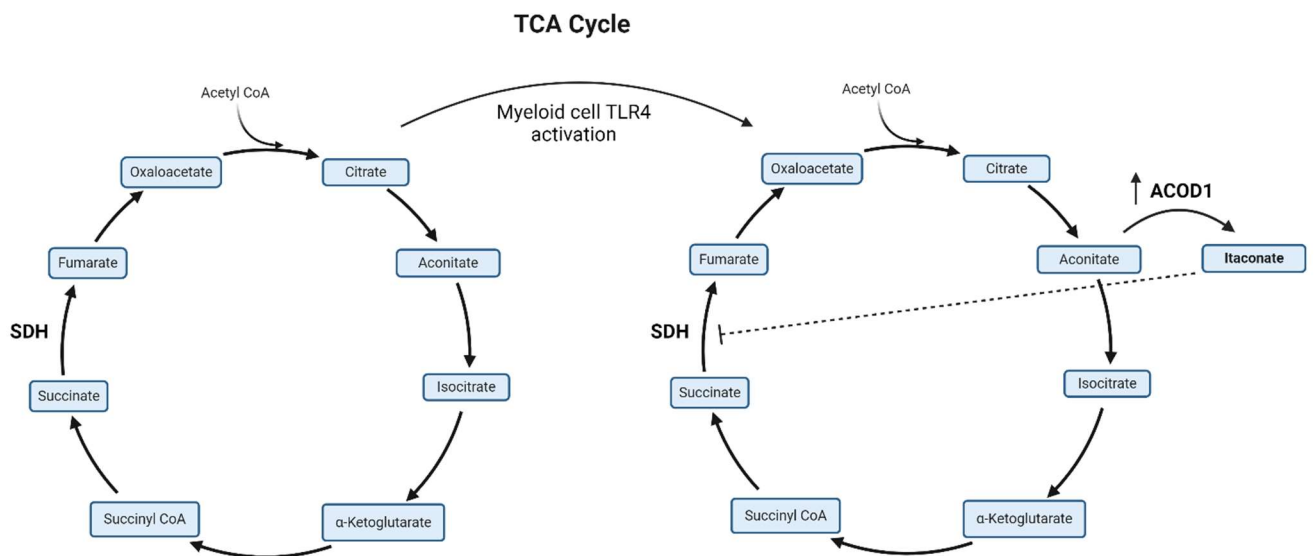 TCA Cycle
Acetyl CoA
Oxaloacetate
Citrate
Fumarate
Aconitate
SDH
Succinate
Isocitrate
Succinyl CoA
α-Ketoglutarate
Myeloid cell TLR4
activation
Acetyl CoA
Oxaloacetate
Citrate
ACOD1
Fumarate
Aconitate
Itaconate
SDH
Succinate
Isocitrate
Succinyl CoA
α-Ketoglutarate